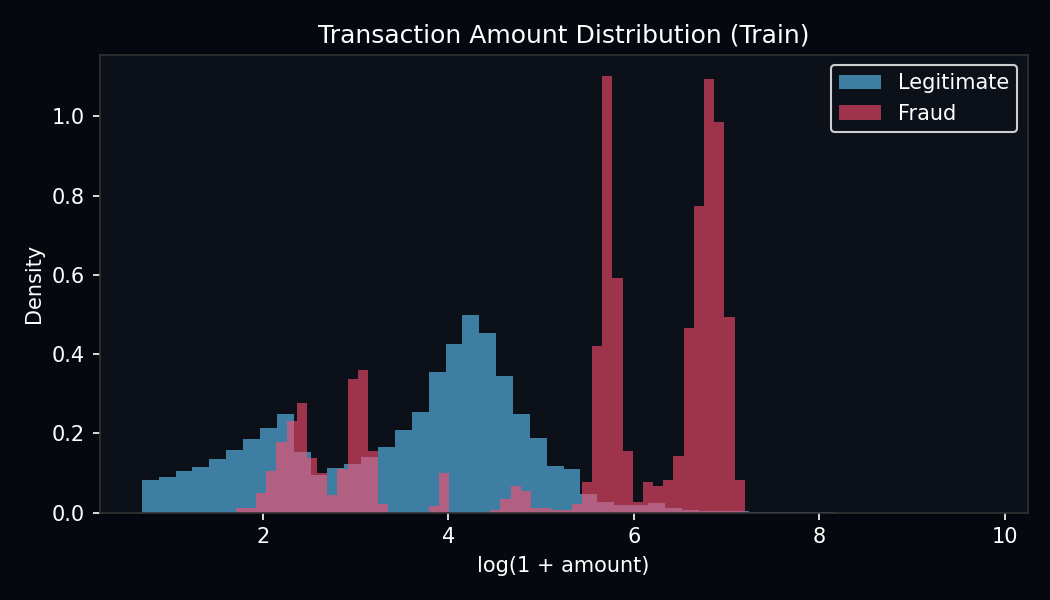 Transaction Amount Distribution (Train)
Legitimate
Fraud
Density
1.0
0.8
0.6
0.4
0.2
0.0
2 4 6 8 10
log(1 + amount)